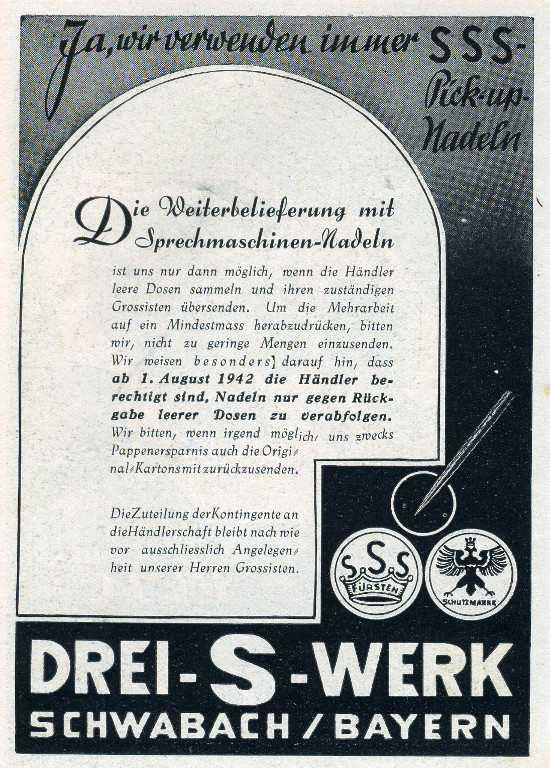 Ja, wir verwenden immer SSS-
Pick-up-
Nadeln
Die Weiterbelieferung mit
Sprechmaschinen-Nadeln
ist uns nur dann möglich, wenn die Händler
leere Dosen sammeln und ihren zuständigen
Grossisten übersenden. Um die Mehrarbeit
auf ein Mindestmass herabzudrücken, bitten
wir, nicht zu geringe Mengen einzusenden.
Wir weisen besonders darauf hin, dass
ab 1. August 1942 die Händler be-
rechtigt sind, Nadeln nur gegen Rück-
gabe leerer Dosen zu verabfolgen.
Wir bitten, wenn irgend möglich, uns zwecks
Pappenersparnis auch die Origi-
nal-Kartons mit zurückzusenden.
Die Zuteilung der Kontingente an
die Händlerschaft bleibt nach wie
vor ausschliesslich Angelegen-
heit unserer Herren Grossisten.
S.S.S
FÜRSTEN
SCHUTZMARKE
DREI-S-WERK
SCHWABACH/BAYERN